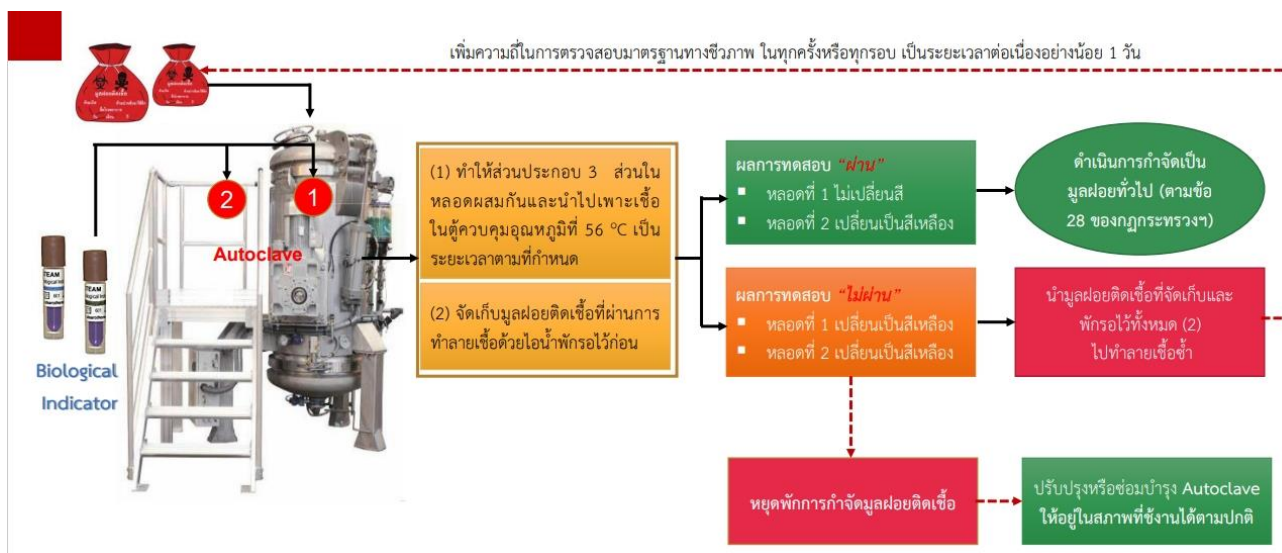 เพิ่มความถี่ในการตรวจสอบมาตรฐานทางชีวภาพ ในทุกครั้งหรือทุกรอบ เป็นระยะเวลาต่อเนื่องอย่างน้อย 1 วัน
มูลฝอยติดเชื้อ
2
1
Autoclave
Biological
Indicator
(1) ทำให้ส่วนประกอบ 3 ส่วนใน
หลอดผสมกันและนำไปเพาะเชื้อ
ในตู้ควบคุมอุณหภูมิที่ 56 °C เป็น
ระยะเวลาตามที่กำหนด
(2) จัดเก็บมูลฝอยติดเชื้อที่ผ่านการ
ทำลายเชื้อด้วยไอน้ำพักรอไว้ก่อน
ผลการทดสอบ “ผ่าน”
▪ หลอดที่ 1 ไม่เปลี่ยนสี
▪ หลอดที่ 2 เปลี่ยนเป็นสีเหลือง
ดำเนินการกำจัดเป็น
มูลฝอยทั่วไป (ตามข้อ
28 ของกฎกระทรวงฯ)
ผลการทดสอบ “ไม่ผ่าน”
▪ หลอดที่ 1 เปลี่ยนเป็นสีเหลือง
▪ หลอดที่ 2 เปลี่ยนเป็นสีเหลือง
นำมูลฝอยติดเชื้อที่จัดเก็บและ
พักรอไว้ทั้งหมด (2)
ไปทำลายเชื้อซ้ำ
หยุดพักการกำจัดมูลฝอยติดเชื้อ
ปรับปรุงหรือซ่อมบำรุง Autoclave
ให้อยู่ในสภาพที่ใช้งานได้ตามปกติ